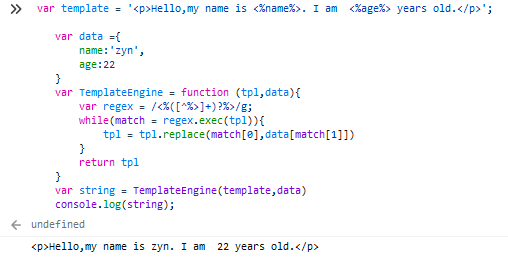 var template = '<p>Hello,my name is <%name%>. I am  <%age%> years old.</p>';
var data ={
name:'zyn',
age:22
}
var TemplateEngine = function (tpl,data){
var regex = /<%([^%>]+)?%>/g;
while(match = regex.exec(tpl)){
tpl = tpl.replace(match[0],data[match[1]])
}
return tpl
}
var string = TemplateEngine(template,data)
console.log(string);
undefined
<p>Hello,my name is zyn. I am  22 years old.</p>